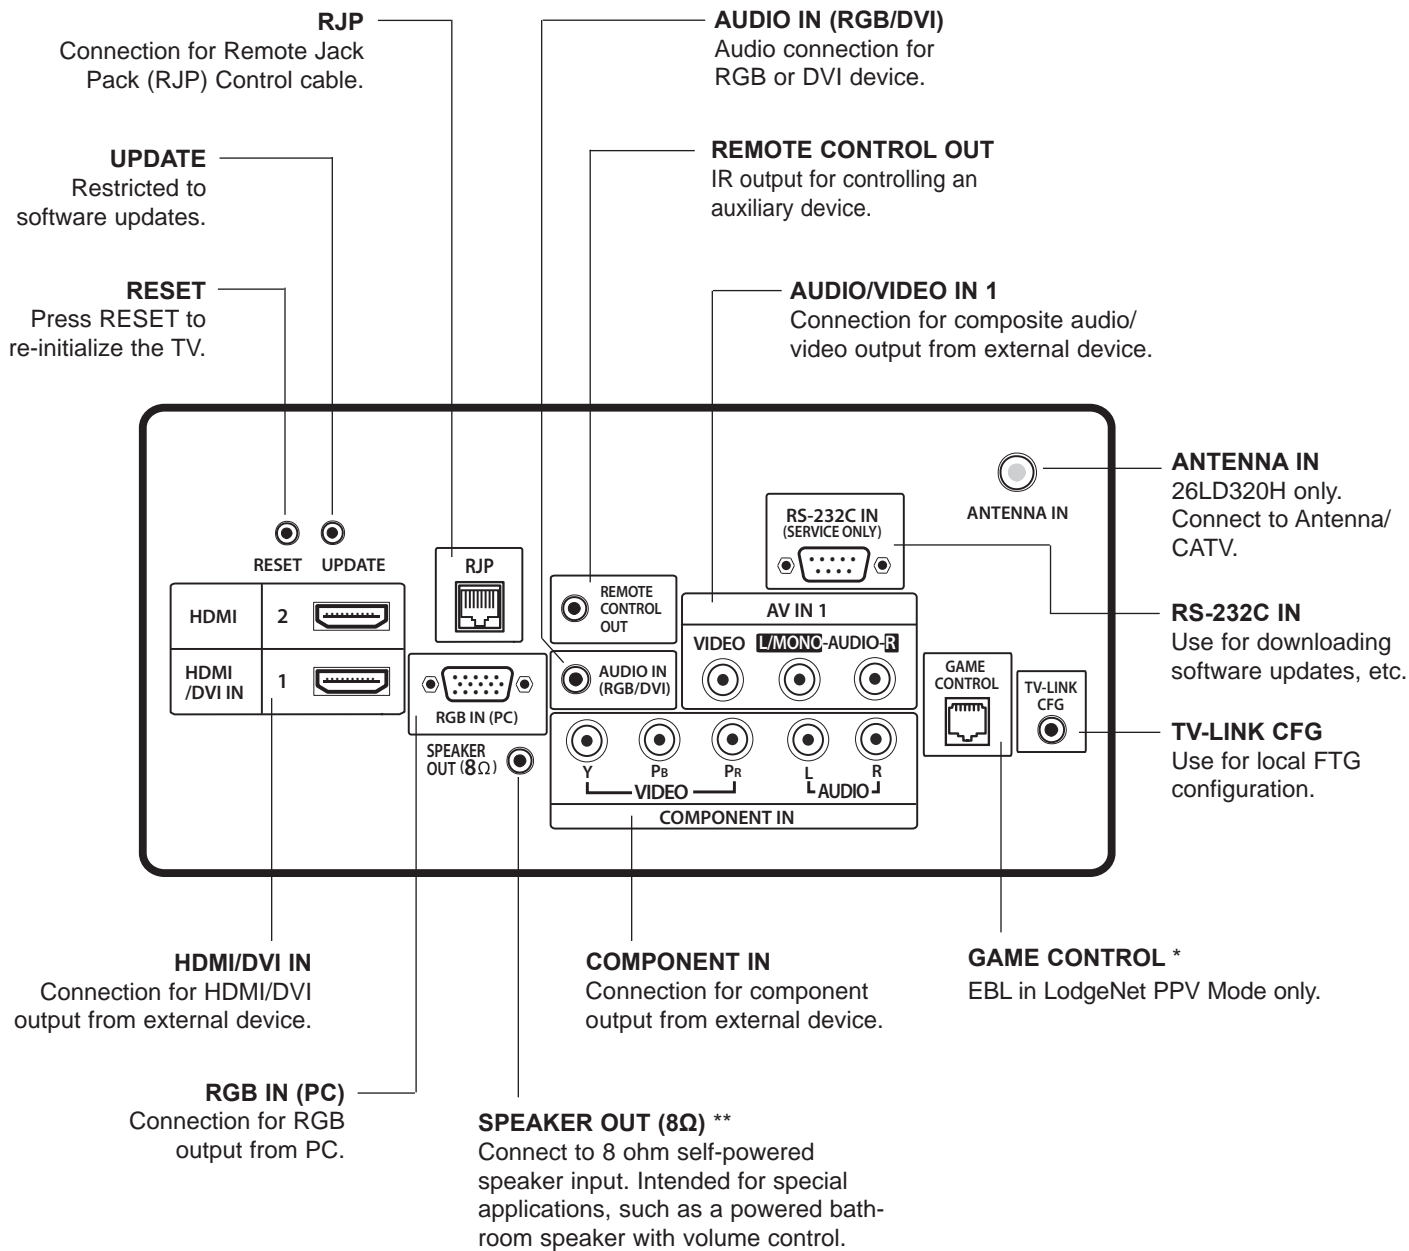 RJP
Connection for Remote Jack
Pack (RJP) Control cable.
AUDIO IN (RGB/DVI)
Audio connection for
RGB or DVI device.
UPDATE
Restricted to
software updates.
REMOTE CONTROL OUT
IR output for controlling an
auxiliary device.
RESET
Press RESET to
re-initialize the TV.
AUDIO/VIDEO IN 1
Connection for composite audio/
video output from external device.
ANTENNA IN
26LD320H only.
Connect to Antenna/
CATV.
RS-232C IN
Use for downloading
software updates, etc.
TV-LINK CFG
Use for local FTG
configuration.
RESET
UPDATE
HDMI
2
HDMI
/DVI IN
1
RJP
RGB IN (PC)
SPEAKER
OUT (8Ω)
REMOTE
CONTROL
OUT
AUDIO IN
(RGB/DVI)
RS-232C IN
(SERVICE ONLY)
ANTENNA IN
AV IN 1
VIDEO
L/MONO-AUDIO-R
Y
PB
PR
L
R
VIDEO
AUDIO
COMPONENT IN
GAME
CONTROL
TV-LINK
CFG
HDMI/DVI IN
Connection for HDMI/DVI
output from external device.
COMPONENT IN
Connection for component
output from external device.
GAME CONTROL *
EBL in LodgeNet PPV Mode only.
RGB IN (PC)
Connection for RGB
output from PC.
SPEAKER OUT (8Ω) **
Connect to 8 ohm self-powered
speaker input. Intended for special
applications, such as a powered bath-
room speaker with volume control.